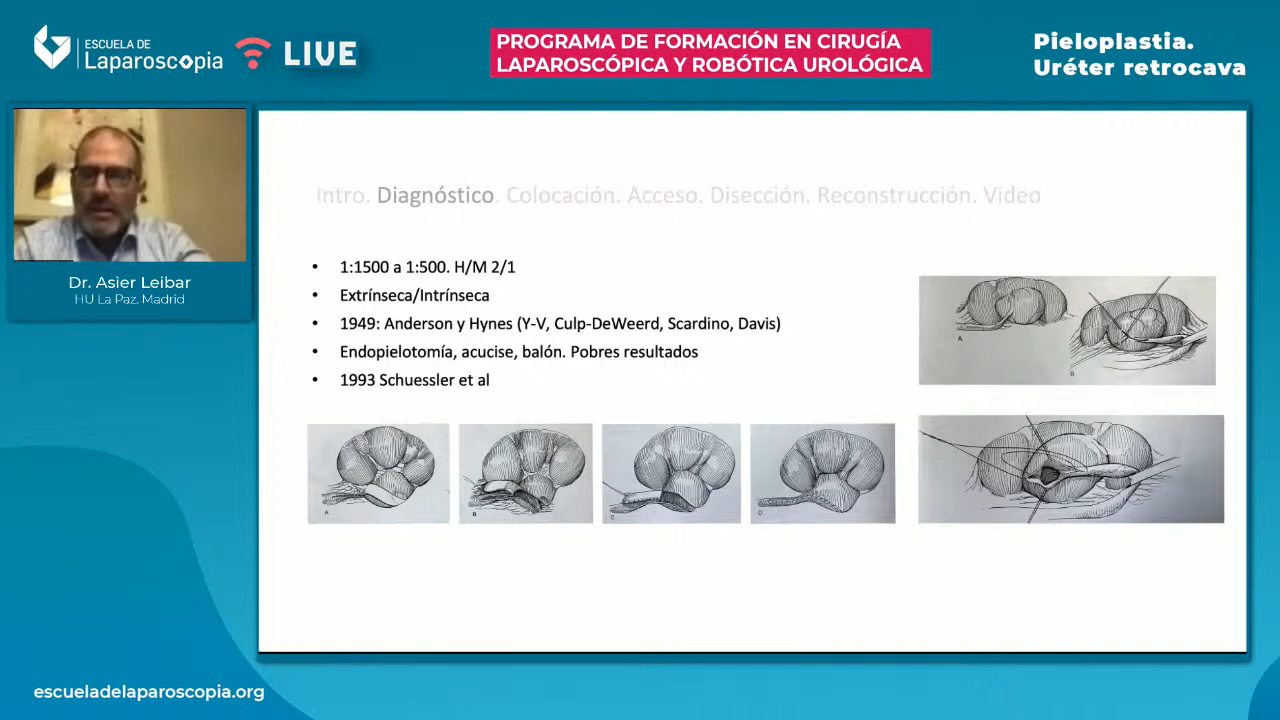 ESCUELA DE
Laparoscopia
LIVE
PROGRAMA DE FORMACIÓN EN CIRUGÍA
LAPAROSCÓPICA Y ROBÓTICA UROLÓGICA
Pieloplastia.
Uréter retrocava
Dr. Asier Leibar
HU La Paz. Madrid
Intro. Diagnóstico. Colocación. Acceso. Disección. Reconstrucción. Vídeo
• 1:1500 a 1:500. H/M 2/1
• Extrínseca/Intrínseca
• 1949: Anderson y Hynes (Y-V, Culp-DeWeerd, Scardino, Davis)
• Endopielotomía, acucise, balón. Pobres resultados
• 1993 Schuessler et al
A
B
A
B
C
D
escueladelaparoscopia.org